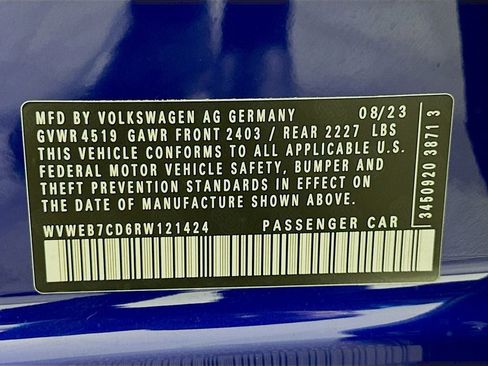 MFD BY VOLKSWAGEN AG GERMANY 08/23
GVWR 4519 GAWR FRONT 2403 / REAR 2227 LBS
THIS VEHICLE CONFORMS TO ALL APPLICABLE U.S.
FEDERAL MOTOR VEHICLE SAFETY, BUMPER AND
THEFT PREVENTION STANDARDS IN EFFECT ON
THE DATE OF MANUFACTURE SHOWN ABOVE.
WVWEB7CD6RW121424 PASSENGER CAR
3450920 3871 3